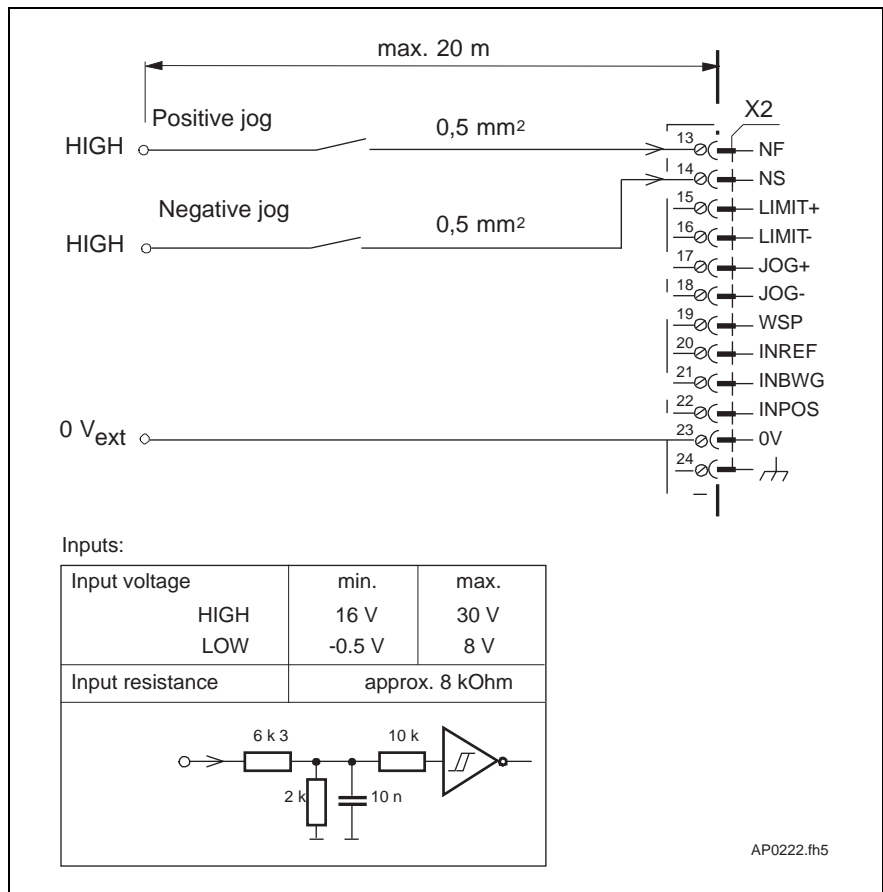 max. 20 m
X2
Positive jog
0,5 mm2
HIGH
13 NF
14 NS
Negative jog
0,5 mm2
HIGH
15 LIMIT+
16 LIMIT-
17 JOG+
18 JOG-
19 WSP
20 INREF
21 INBWG
22 INPOS
0 Vext
23 0V
24
Inputs:
Input voltage min. max.
HIGH 16 V 30 V
LOW -0.5 V 8 V
Input resistance approx. 8 kOhm
6 k 3 10 k
2 k 10 n
AP0222.fh5